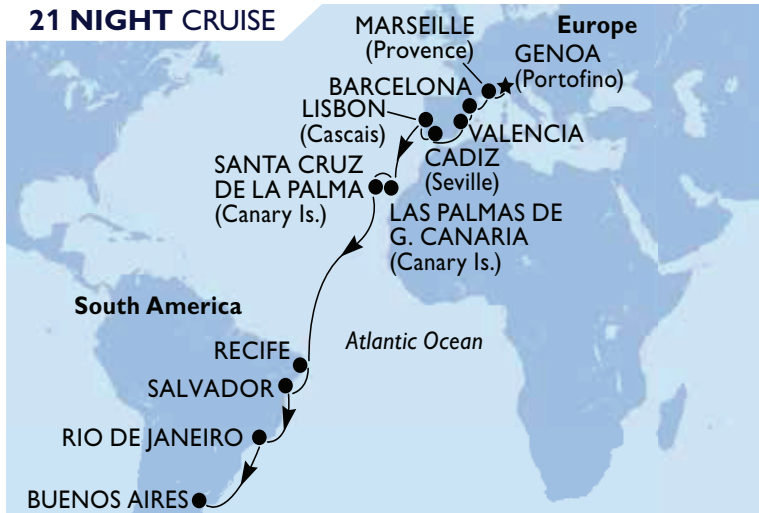 21 NIGHT CRUISE
Europe
MARSEILLE
(Provence)
GENOA
(Portofino)
BARCELONA
LISBON
(Cascais)
VALENCIA
CADIZ
(Seville)
SANTA CRUZ
DE LA PALMA
(Canary Is.)
LAS PALMAS DE
G. CANARIA
(Canary Is.)
South America
Atlantic Ocean
RECIFE
SALVADOR
RIO DE JANEIRO
BUENOS AIRES